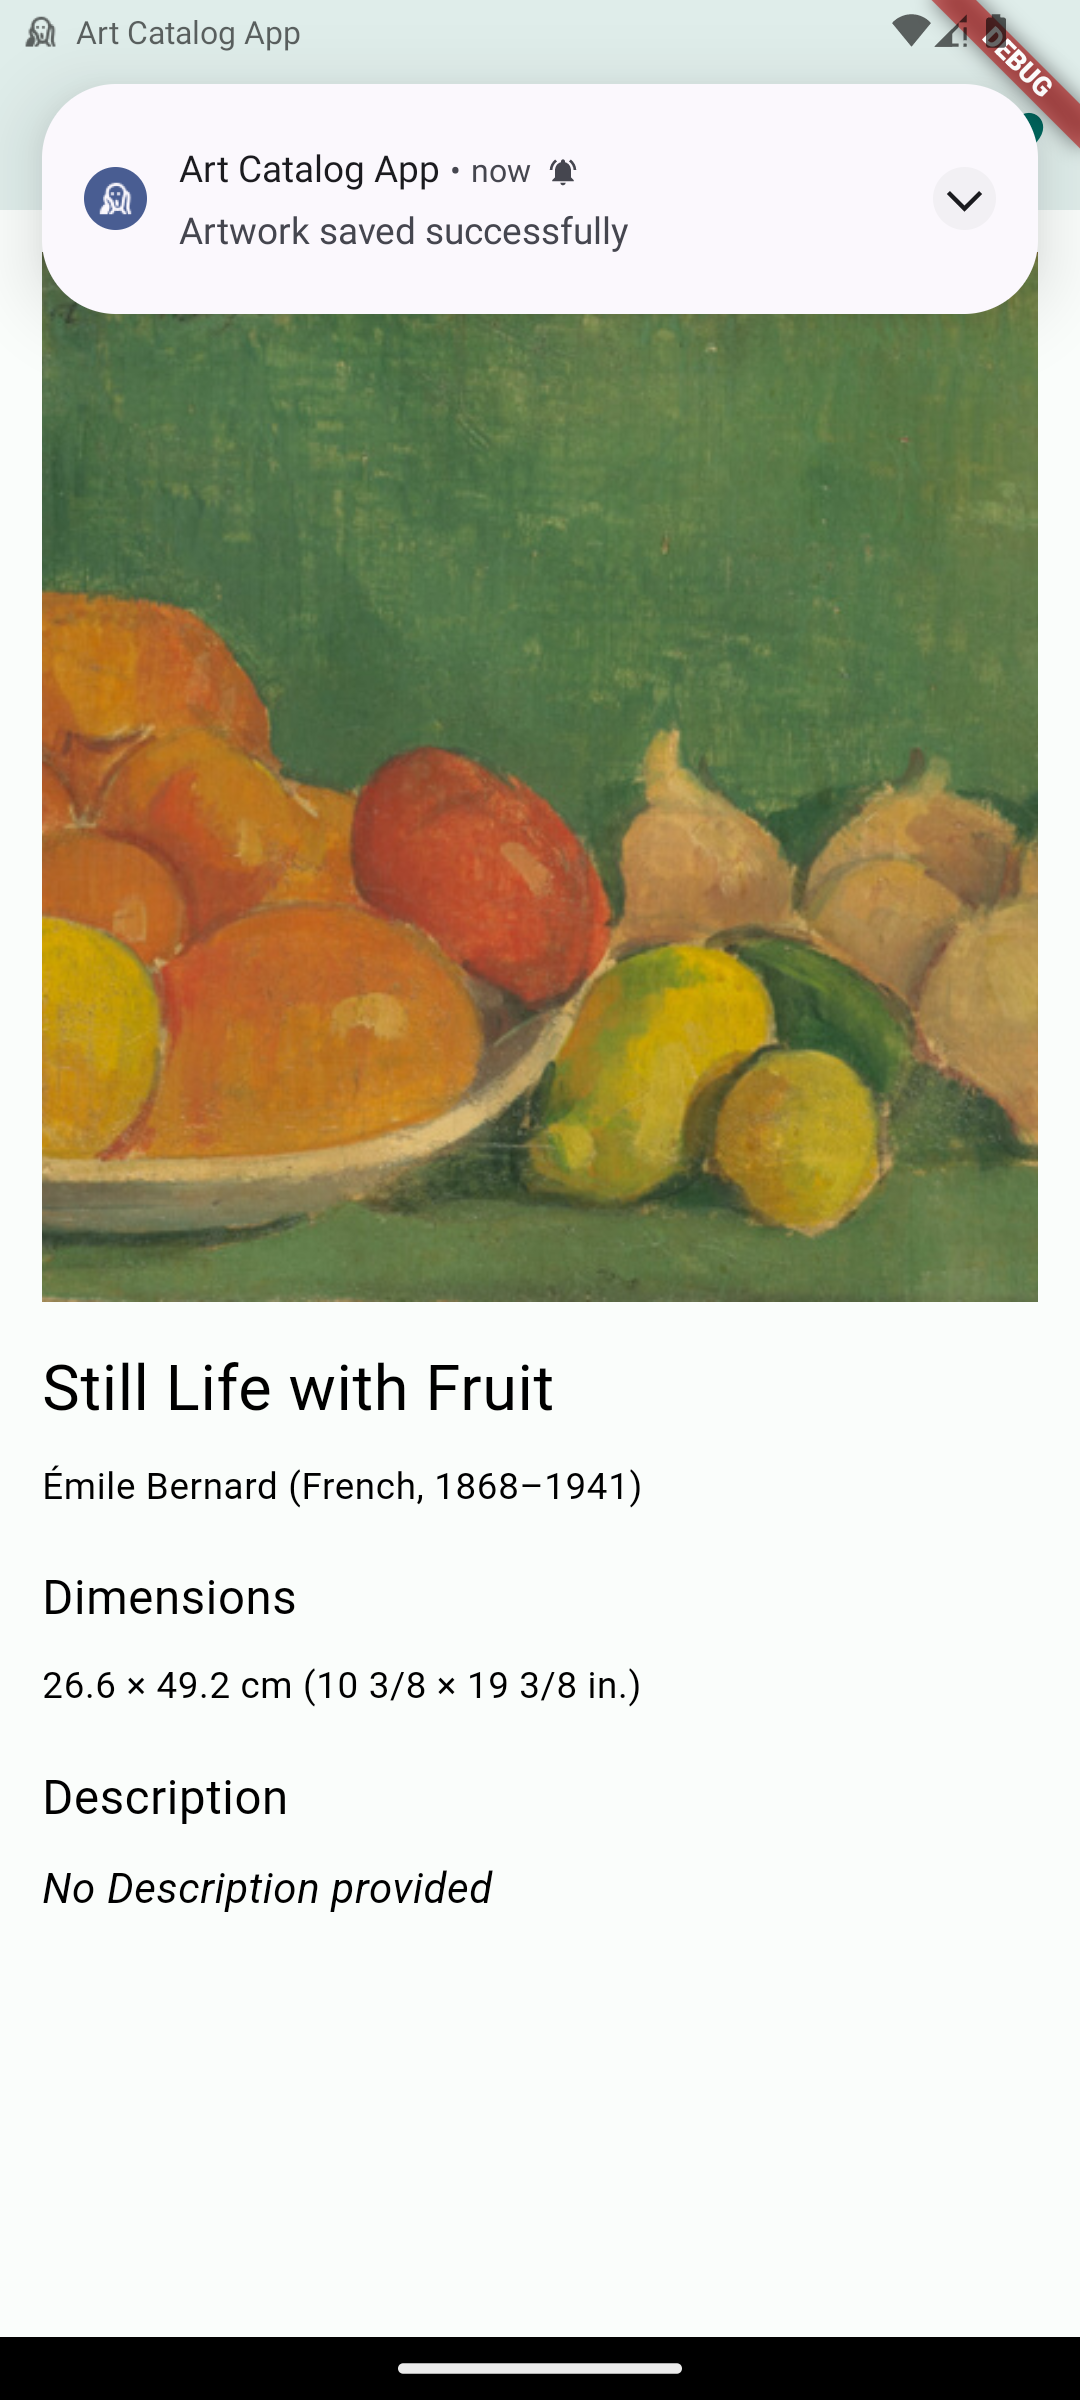 Art Catalog App
DEBUG
Art Catalog App • now
Artwork saved successfully
Still Life with Fruit
Émile Bernard (French, 1868–1941)
Dimensions
26.6 × 49.2 cm (10 3/8 × 19 3/8 in.)
Description
No Description provided